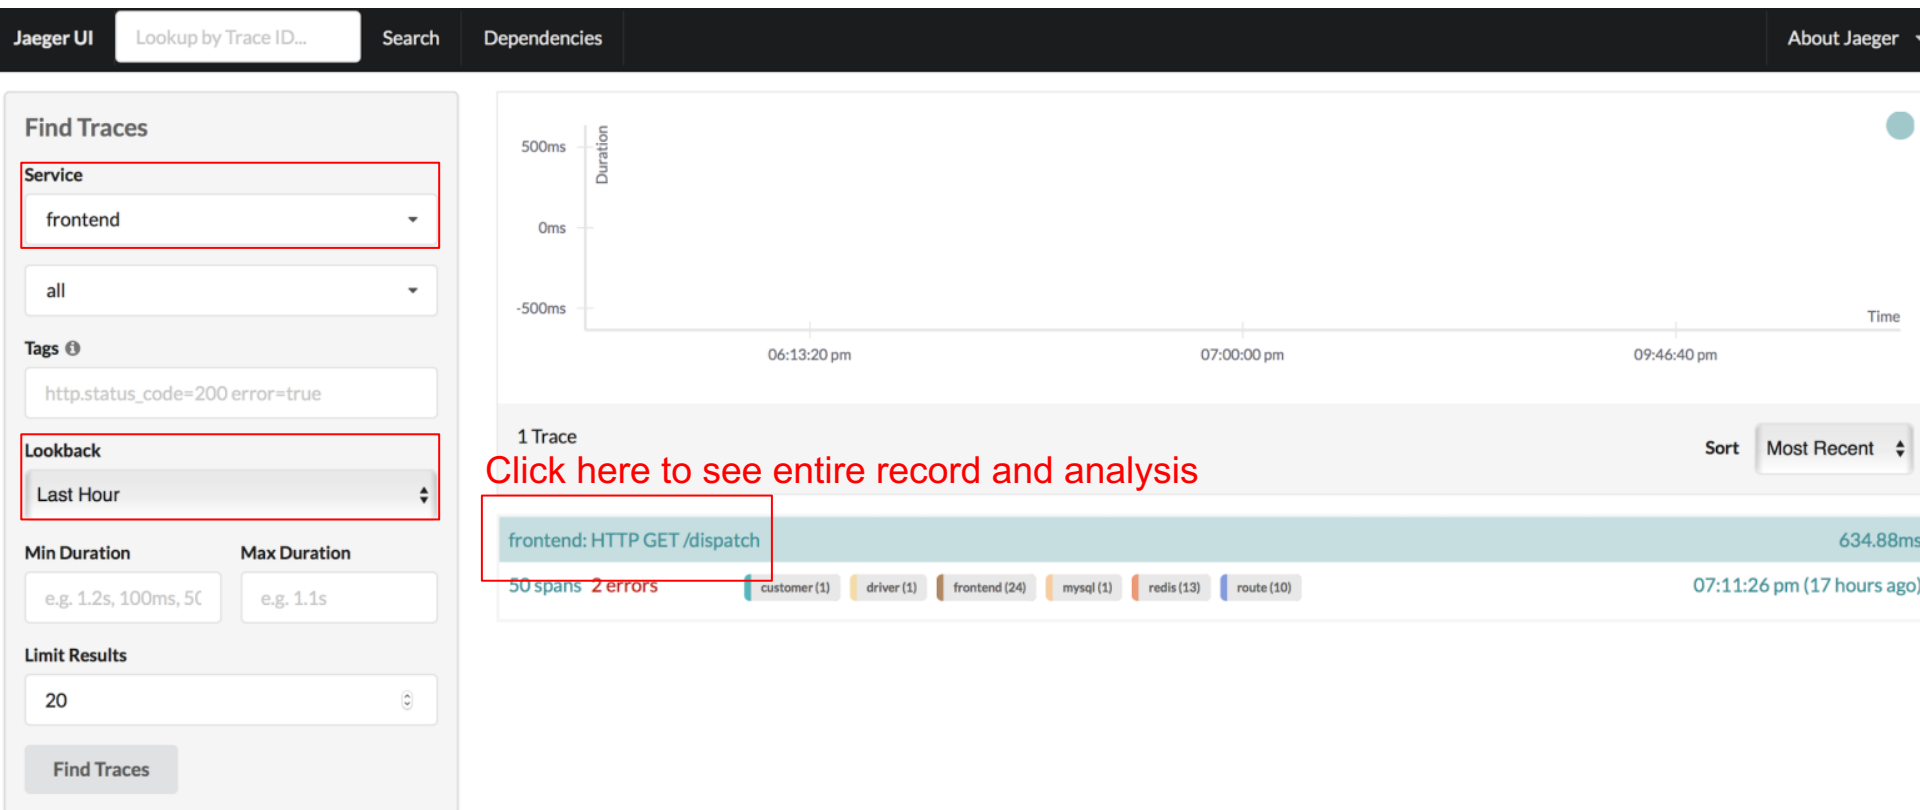 Jaeger UI
Lookup by Trace ID...
Search
Dependencies
About Jaeger
Find Traces
Service
frontend
all
Tags
http.status_code=200 error=true
Lookback
Last Hour
Min Duration
Max Duration
e.g. 1.2s, 100ms, 50
e.g. 1.1s
Limit Results
20
Find Traces
Duration
500ms
0ms
-500ms
Time
06:13:20 pm
07:00:00 pm
09:46:40 pm
1 Trace
Sort
Most Recent
Click here to see entire record and analysis
frontend: HTTP GET /dispatch
634.88ms
50 spans 2 errors
customer (1)
driver (1)
frontend (24)
mysql (1)
redis (13)
route (10)
07:11:26 pm (17 hours ago)